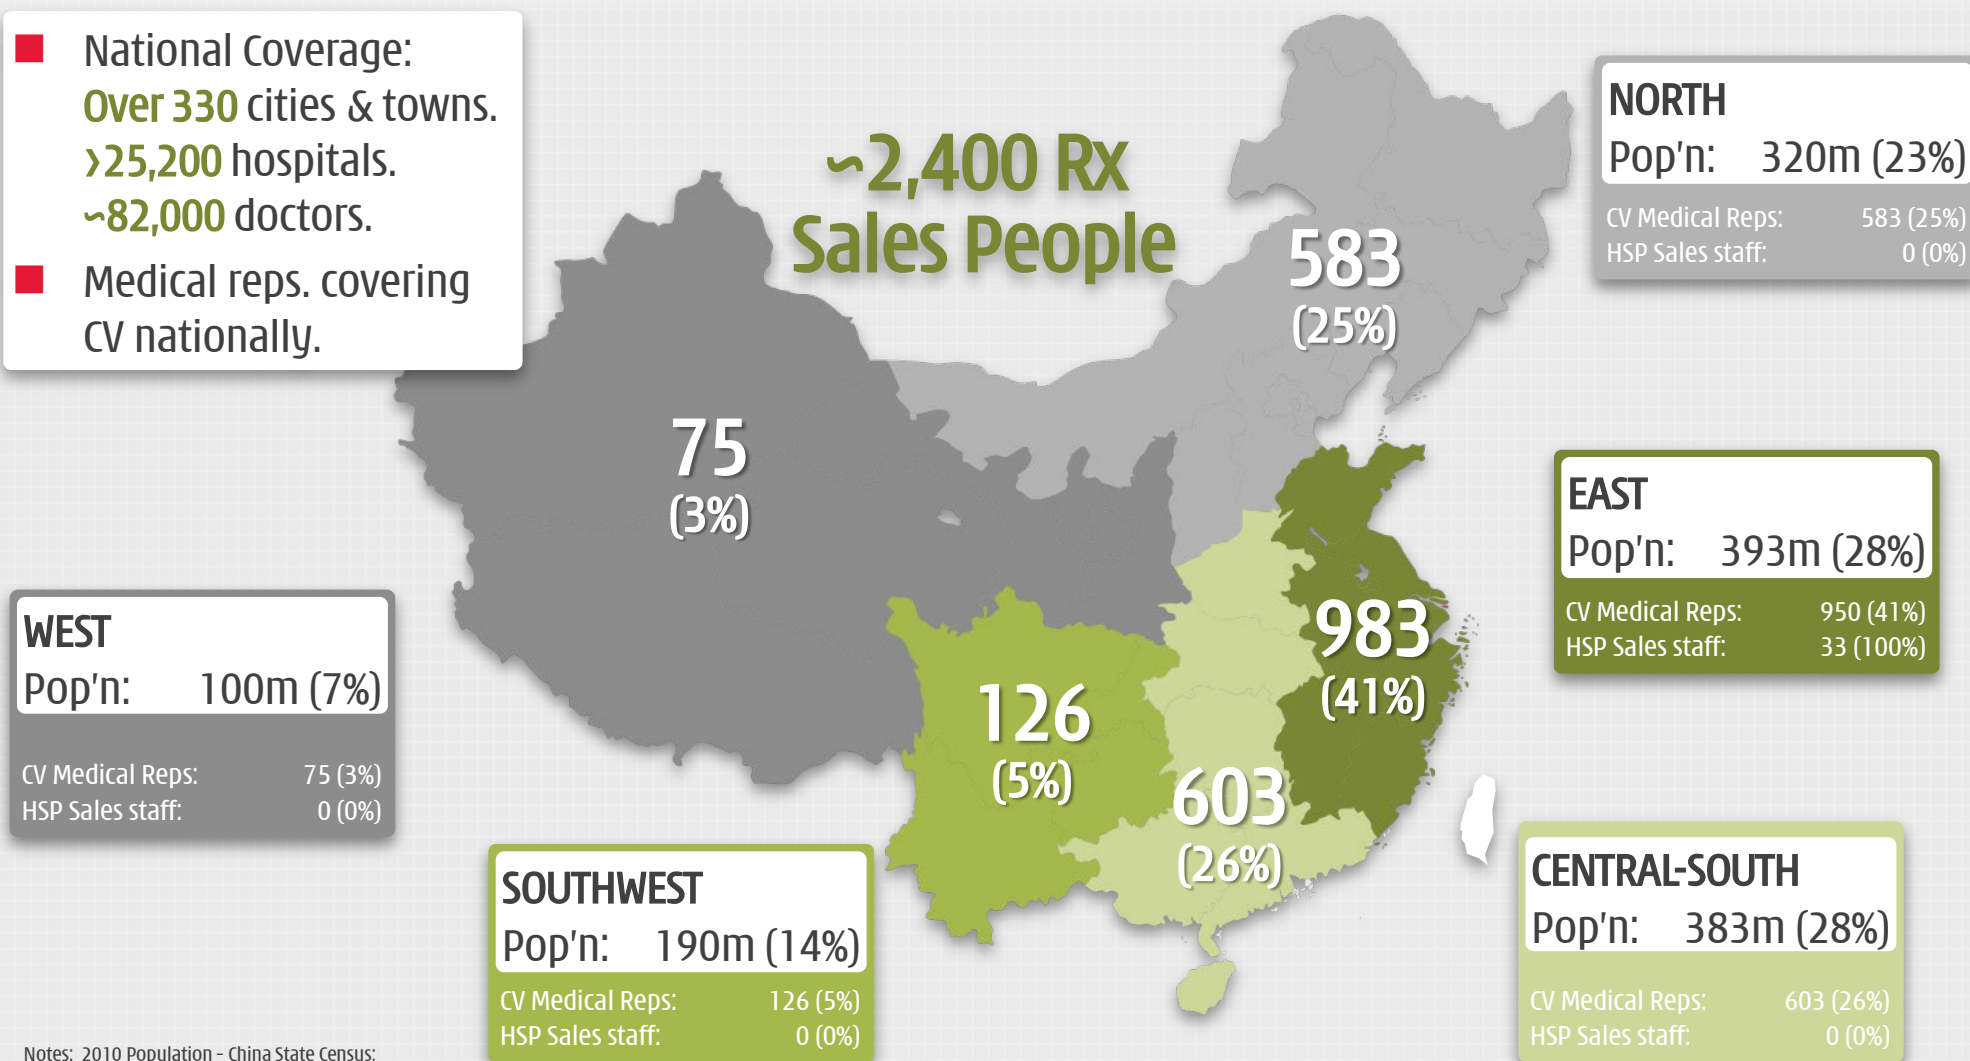 National Coverage:
Over 330 cities & towns.
>25,200 hospitals.
~82,000 doctors.
Medical reps. covering
CV nationally.
~2,400 Rx
Sales People
583
(25%)
NORTH
Pop'n: 320m (23%)
CV Medical Reps: 583 (25%)
HSP Sales staff: 0 (0%)
75
(3%)
EAST
Pop'n: 393m (28%)
CV Medical Reps: 950 (41%)
HSP Sales staff: 33 (100%)
983
(41%)
WEST
Pop'n: 100m (7%)
CV Medical Reps: 75 (3%)
HSP Sales staff: 0 (0%)
126
(5%)
603
(26%)
SOUTHWEST
Pop'n: 190m (14%)
CV Medical Reps: 126 (5%)
HSP Sales staff: 0 (0%)
CENTRAL-SOUTH
Pop'n: 383m (28%)
CV Medical Reps: 603 (26%)
HSP Sales staff: 0 (0%)
Notes: 2010 Population - China State Census;